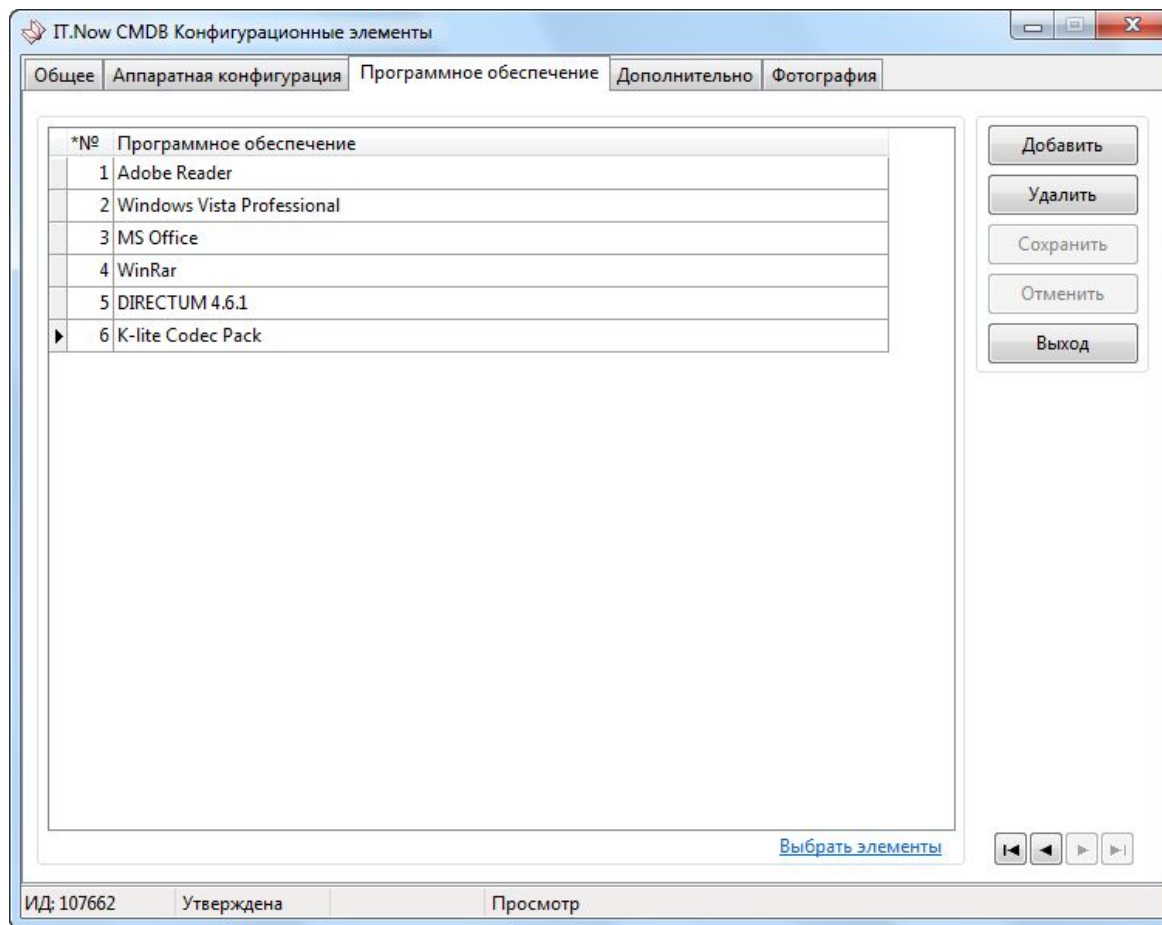 IT.Now CMDB Конфигурационные элементы
Общее Аппаратная конфигурация Программное обеспечение Дополнительно Фотография
*№ Программное обеспечение
1 Adobe Reader
2 Windows Vista Professional
3 MS Office
4 WinRar
5 DIRECTUM 4.6.1
6 K-lite Codec Pack
Добавить
Удалить
Сохранить
Отменить
Выход
Выбрать элементы
ИД: 107662 Утверждена Просмотр